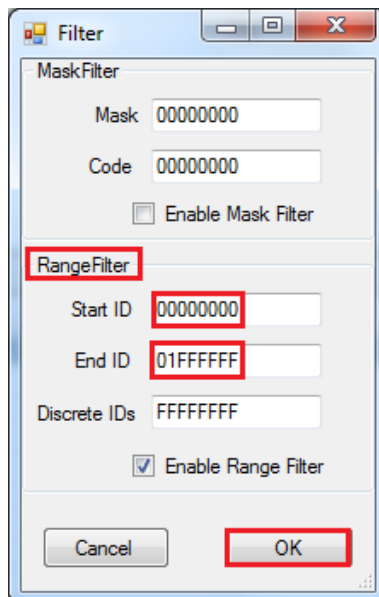 Filter
MaskFilter
Mask 00000000
Code 00000000
Enable Mask Filter
RangeFilter
Start ID 00000000
End ID 01FFFFFF
Discrete IDs FFFFFFFF
Enable Range Filter
Cancel OK